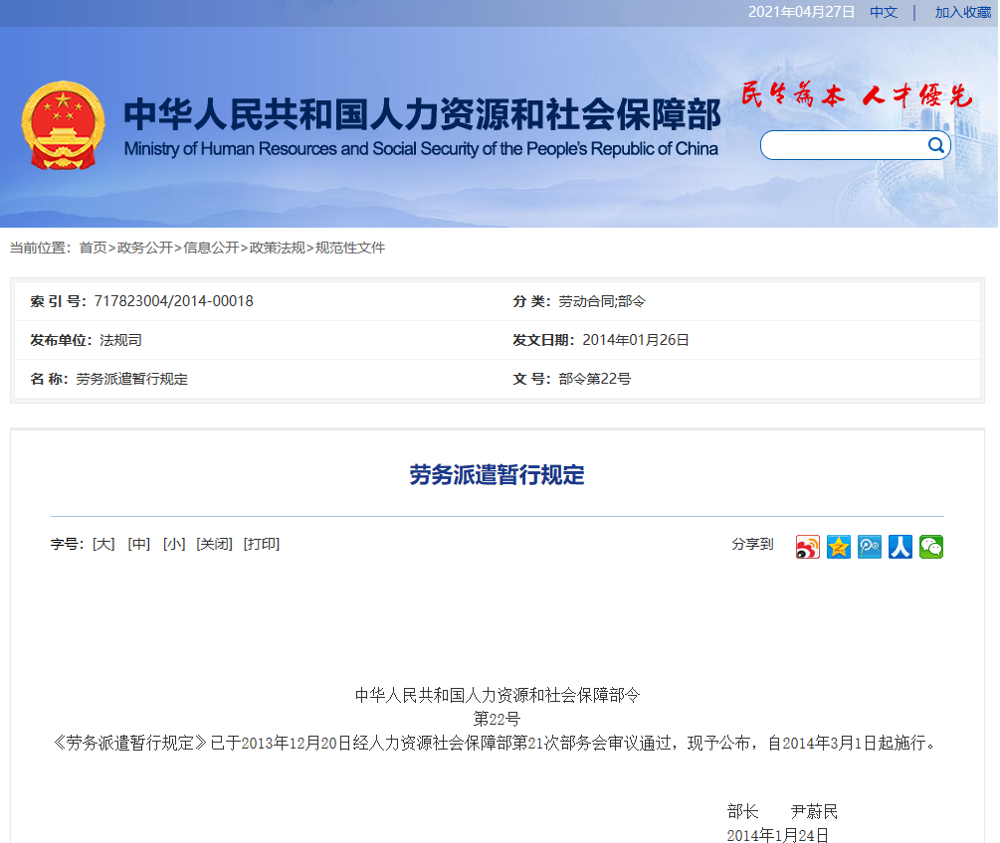 2021年04月27日 中文 | 加入收藏
中华人民共和国人力资源和社会保障部
Ministry of Human Resources and Social Security of the People's Republic of China
民生為本 人才優先
当前位置：首页>政务公开>信息公开>政策法规>规范性文件
索 引 号：717823004/2014-00018
分 类：劳动合同;部令
发布单位：法规司
发文日期：2014年01月26日
名 称：劳务派遣暂行规定
文 号：部令第22号
劳务派遣暂行规定
字号：[大] [中] [小] [关闭] [打印]
分享到
中华人民共和国人力资源和社会保障部令
第22号
《劳务派遣暂行规定》已于2013年12月20日经人力资源社会保障部第21次部务会审议通过，现予公布，自2014年3月1日起施行。
部长 尹蔚民
2014年1月24日